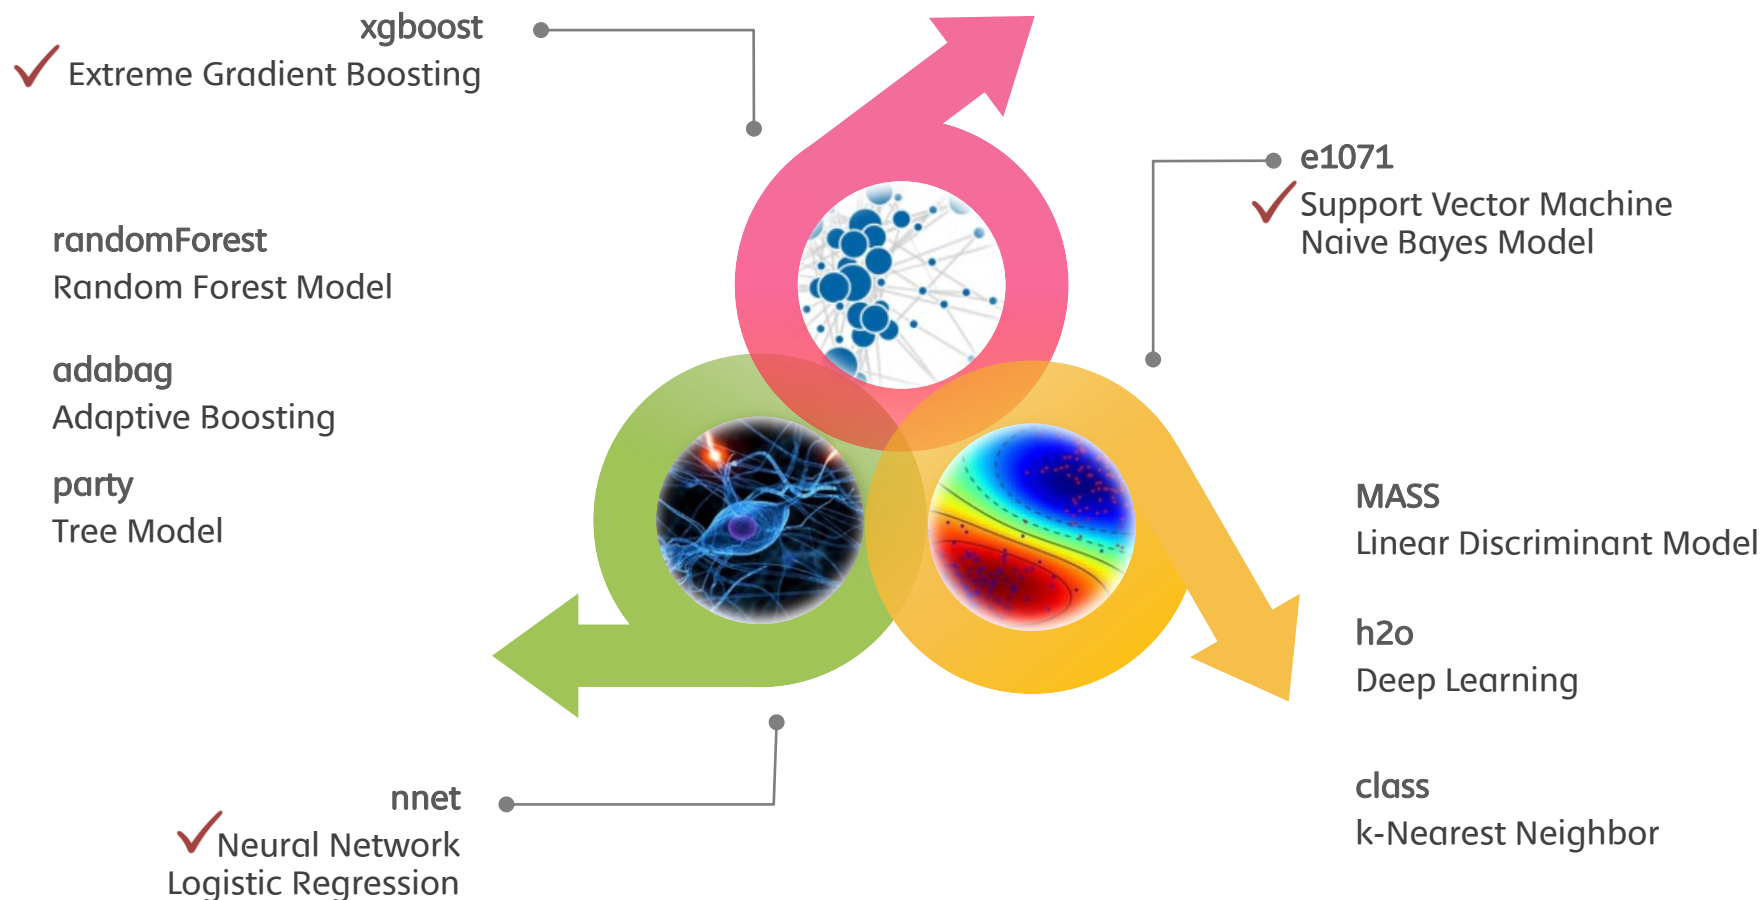 xgboost
Extreme Gradient Boosting
randomForest
Random Forest Model
adabag
Adaptive Boosting
party
Tree Model
nnet
Neural Network
Logistic Regression
e1071
Support Vector Machine
Naive Bayes Model
MASS
Linear Discriminant Model
h2o
Deep Learning
class
k-Nearest Neighbor